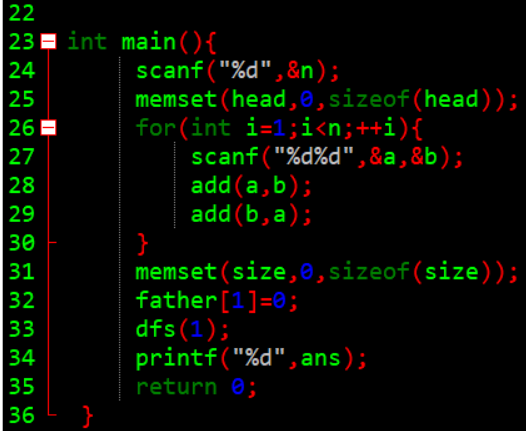 22
23 int main(){
24 scanf("%d",&n);
25 memset(head,0,sizeof(head));
26 for(int i=1;i<n;++i){
27 scanf("%d%d",&a,&b);
28 add(a,b);
29 add(b,a);
30 }
31 memset(size,0,sizeof(size));
32 father[1]=0;
33 dfs(1);
34 printf("%d",ans);
35 return 0;
36 }